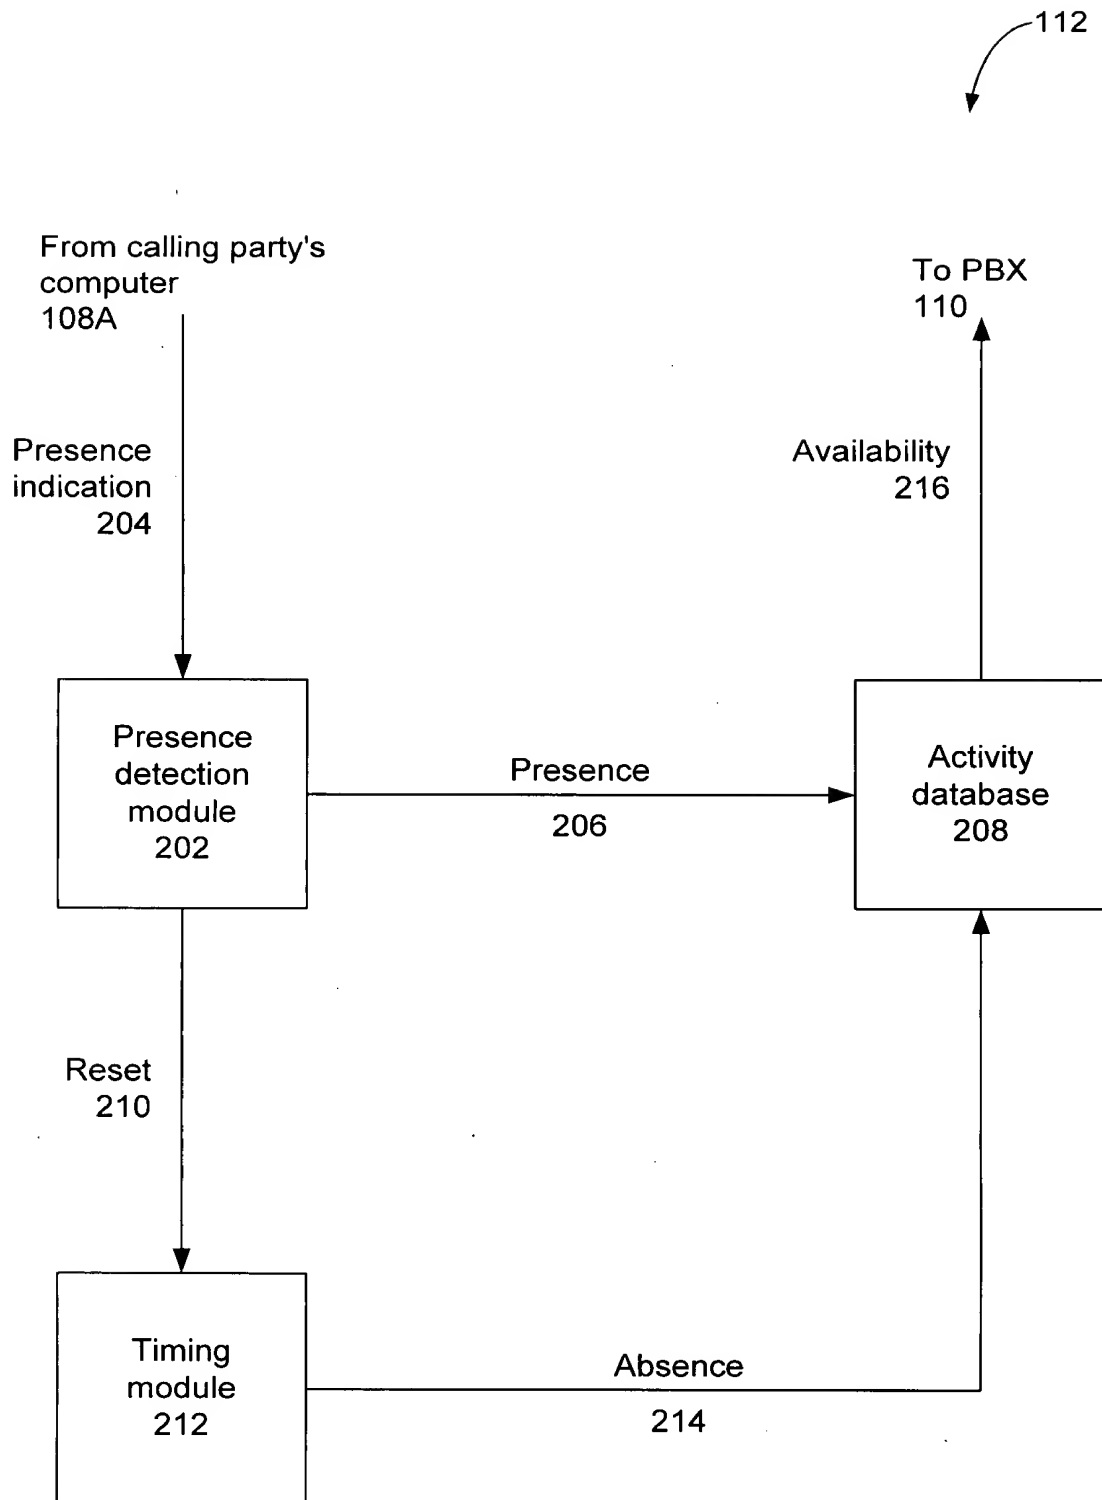 112
From calling party's
computer
108A
To PBX
110
Presence
indication
204
Availability
216
Presence
detection
module
202
Presence
206
Activity
database
208
Reset
210
Timing
module
212
Absence
214